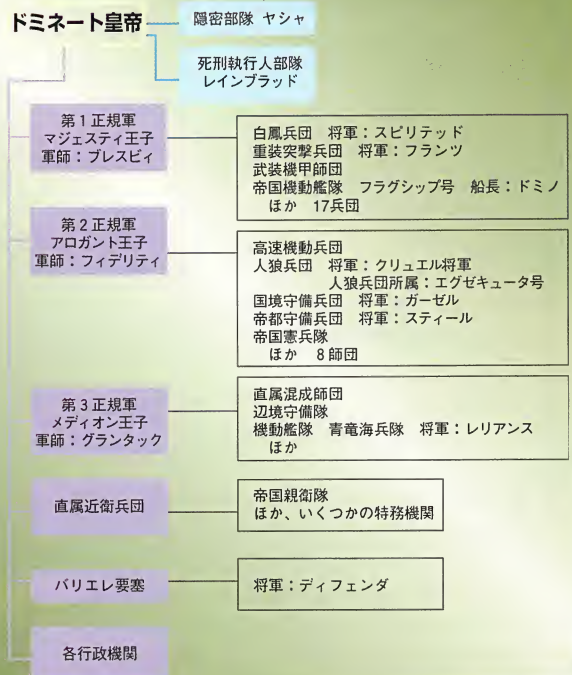 ドミネート皇帝
隠密部隊 ヤシャ
死刑執行人部隊
レインブラッド
第1正規軍
マジェスティ王子
軍師：ブレスビィ
白鳳兵団 将軍：スピリテッド
重装突撃兵団 将軍：フランツ
武装機甲師団
帝国機動艦隊 フラグシップ号 船長：ドミノ
ほか 17兵団
第2正規軍
アロガント王子
軍師：フィデリティ
高速機動兵団
人狼兵団 将軍：クリュエル将軍
人狼兵団所属：エグゼキュータ号
国境守備兵団 将軍：ガーゼル
帝都守備兵団 将軍：スティール
帝国憲兵隊
ほか 8師団
第3正規軍
メディオン王子
軍師：グランタック
直属混成師団
辺境守備隊
機動艦隊 青竜海兵隊 将軍：レリアンス
ほか
直属近衛兵団
帝国親衛隊
ほか、いくつかの特務機関
バリエレ要塞
将軍：ディフェンダ
各行政機関